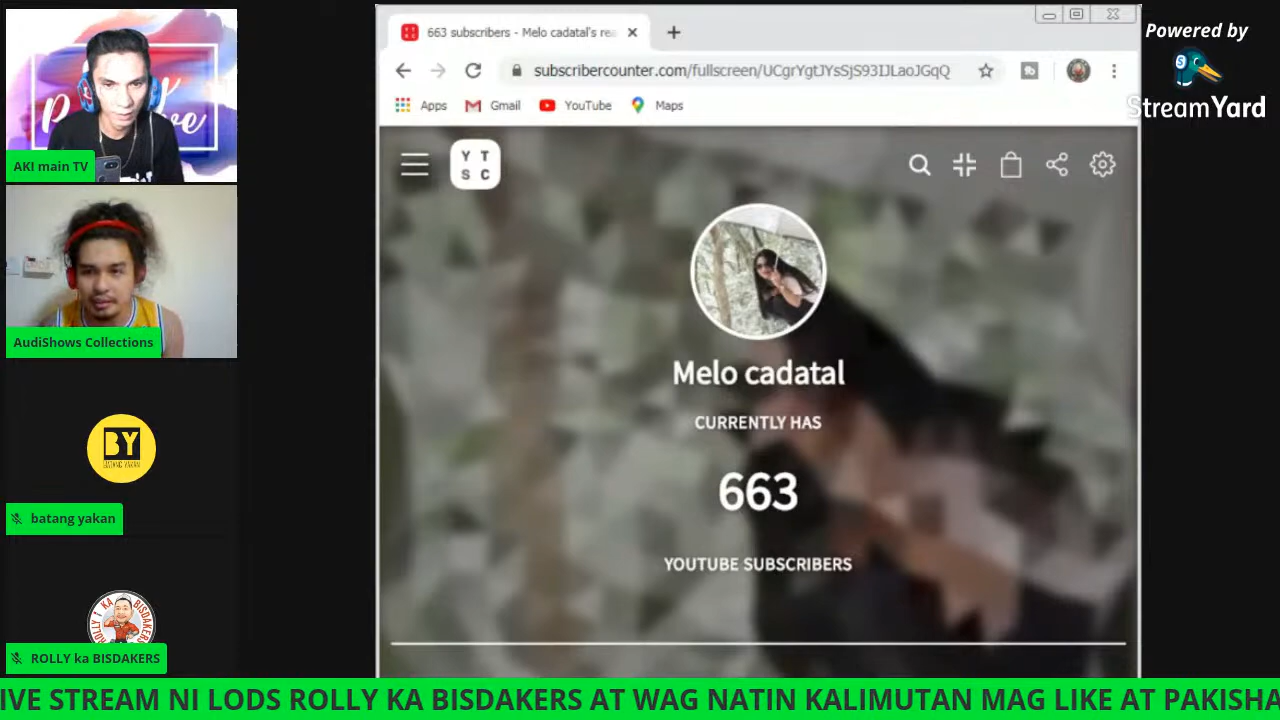 AKI main TV
AudiShows Collections
BY
batang yakan
ROLLY ka BISDAKERS
663 subscribers - Melo cadatal's rea
subscribercounter.com/fullscreen/UCgrYgtJYsSjS93IJLaoJGqQ
Apps
Gmail
YouTube
Maps
Y T
S C
Melo cadatal
CURRENTLY HAS
663
YOUTUBE SUBSCRIBERS
Powered by
StreamYard
IVE STREAM NI LODS ROLLY KA BISDAKERS AT WAG NATIN KALIMUTAN MAG LIKE AT PAKISHA